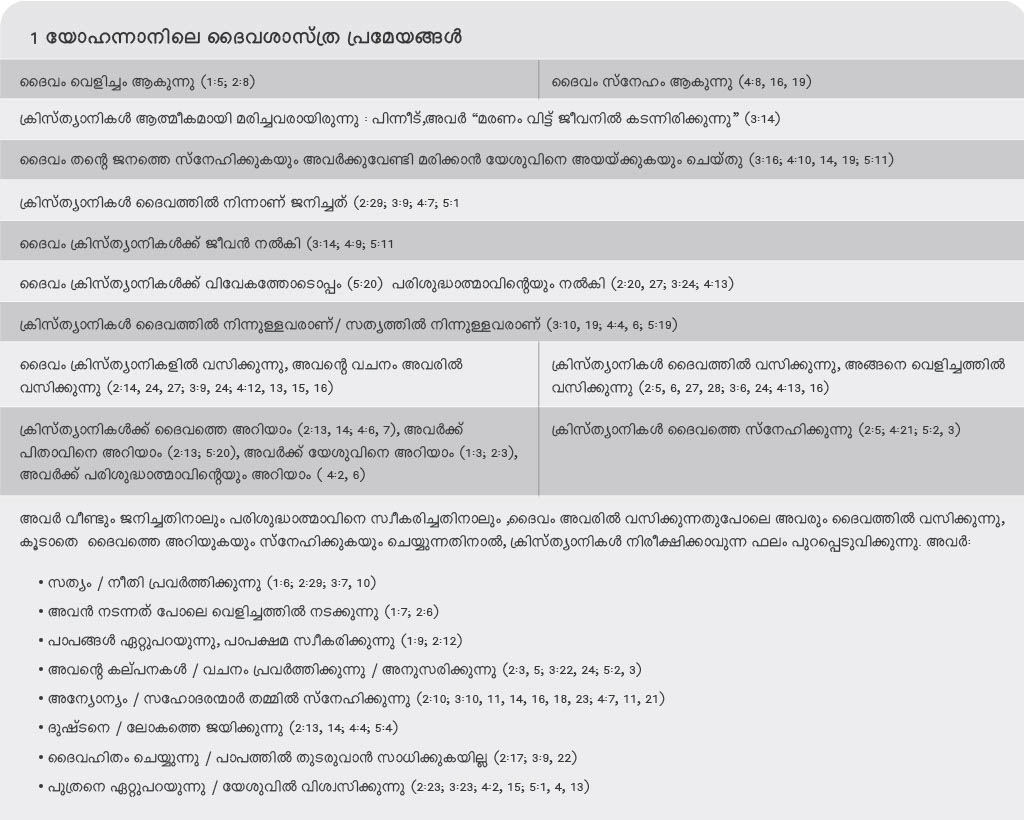 1 യോഹന്നാനിലെ ദൈവശാസ്ത്ര പ്രമേയങ്ങൾ
ദൈവം വെളിച്ചം ആകുന്നു (1:5; 2:8)
ദൈവം സ്നേഹം ആകുന്നു (4:8, 16, 19)
ക്രിസ്ത്യാനികൾ ആത്മീകമായി മരിച്ചവരായിരുന്നു : പിന്നീട്,അവർ “മരണം വിട്ട് ജീവനിൽ കടന്നിരിക്കുന്നു” (3:14)
ദൈവം തന്റെ ജനത്തെ സ്നേഹിക്കുകയും അവർക്കുവേണ്ടി മരിക്കാൻ യേശുവിനെ അയയ്ക്കുകയും ചെയ്തു (3:16; 4:10, 14, 19; 5:11)
ക്രിസ്ത്യാനികൾ ദൈവത്തിൽ നിന്നാണ് ജനിച്ചത് (2:29; 3:9; 4:7; 5:1
ദൈവം ക്രിസ്ത്യാനികൾക്ക് ജീവൻ നൽകി (3:14; 4:9; 5:11
ദൈവം ക്രിസ്ത്യാനികൾക്ക് വിവേകത്തോടൊപ്പം (5:20) പരിശുദ്ധാത്മാവിന്റെയും നൽകി (2:20, 27; 3:24; 4:13)
ക്രിസ്ത്യാനികൾ ദൈവത്തിൽ നിന്നുള്ളവരാണ്/ സത്യത്തിൽ നിന്നുള്ളവരാണ് (3:10, 19; 4:4, 6; 5:19)
ദൈവം ക്രിസ്ത്യാനികളിൽ വസിക്കുന്നു, അവന്റെ വചനം അവരിൽ
വസിക്കുന്നു (2:14, 24, 27; 3:9, 24; 4:12, 13, 15, 16)
ക്രിസ്ത്യാനികൾ ദൈവത്തിൽ വസിക്കുന്നു, അങ്ങനെ വെളിച്ചത്തിൽ
വസിക്കുന്നു (2:5, 6, 27, 28; 3:6, 24; 4:13, 16)
ക്രിസ്ത്യാനികൾക്ക് ദൈവത്തെ അറിയാം (2:13, 14; 4:6, 7), അവർക്ക്
പിതാവിനെ അറിയാം (2:13; 5:20), അവർക്ക് യേശുവിനെ അറിയാം (1:3; 2:3),
അവർക്ക് പരിശുദ്ധാത്മാവിന്റെയും അറിയാം ( 4:2, 6)
ക്രിസ്ത്യാനികൾ ദൈവത്തെ സ്നേഹിക്കുന്നു (2:5; 4:21; 5:2, 3)
അവർ വീണ്ടും ജനിച്ചതിനാലും പരിശുദ്ധാത്മാവിനെ സ്വീകരിച്ചതിനാലും ,ദൈവം അവരിൽ വസിക്കുന്നതുപോലെ അവരും ദൈവത്തിൽ വസിക്കുന്നു,
കൂടാതെ ദൈവത്തെ അറിയുകയും സ്നേഹിക്കുകയും ചെയ്യുന്നതിനാൽ, ക്രിസ്ത്യാനികൾ നിരീക്ഷിക്കാവുന്ന ഫലം പുറപ്പെടുവിക്കുന്നു. അവർ:
• സത്യം / നീതി പ്രവർത്തിക്കുന്നു (1:6; 2:29; 3:7, 10)
• അവൻ നടന്നത് പോലെ വെളിച്ചത്തിൽ നടക്കുന്നു (1:7; 2:6)
• പാപങ്ങൾ ഏറ്റുപറയുന്നു, പാപക്ഷമ സ്വീകരിക്കുന്നു (1:9; 2:12)
• അവന്റെ കല്പനകൾ / വചനം പ്രവർത്തിക്കുന്നു / അനുസരിക്കുന്നു (2:3, 5; 3:22, 24; 5:2, 3)
• അന്യോന്യം / സഹോദരന്മാർ തമ്മിൽ സ്നേഹിക്കുന്നു (2:10; 3:10, 11, 14, 16, 18, 23; 4:7, 11, 21)
• ദുഷ്ടനെ / ലോകത്തെ ജയിക്കുന്നു (2:13, 14; 4:4; 5:4)
• ദൈവഹിതം ചെയ്യുന്നു / പാപത്തിൽ തുടരുവാൻ സാധിക്കുകയില്ല (2:17; 3:9, 22)
• പുത്രനെ ഏറ്റുപറയുന്നു / യേശുവിൽ വിശ്വസിക്കുന്നു (2:23; 3:23; 4:2, 15; 5:1, 4, 13)